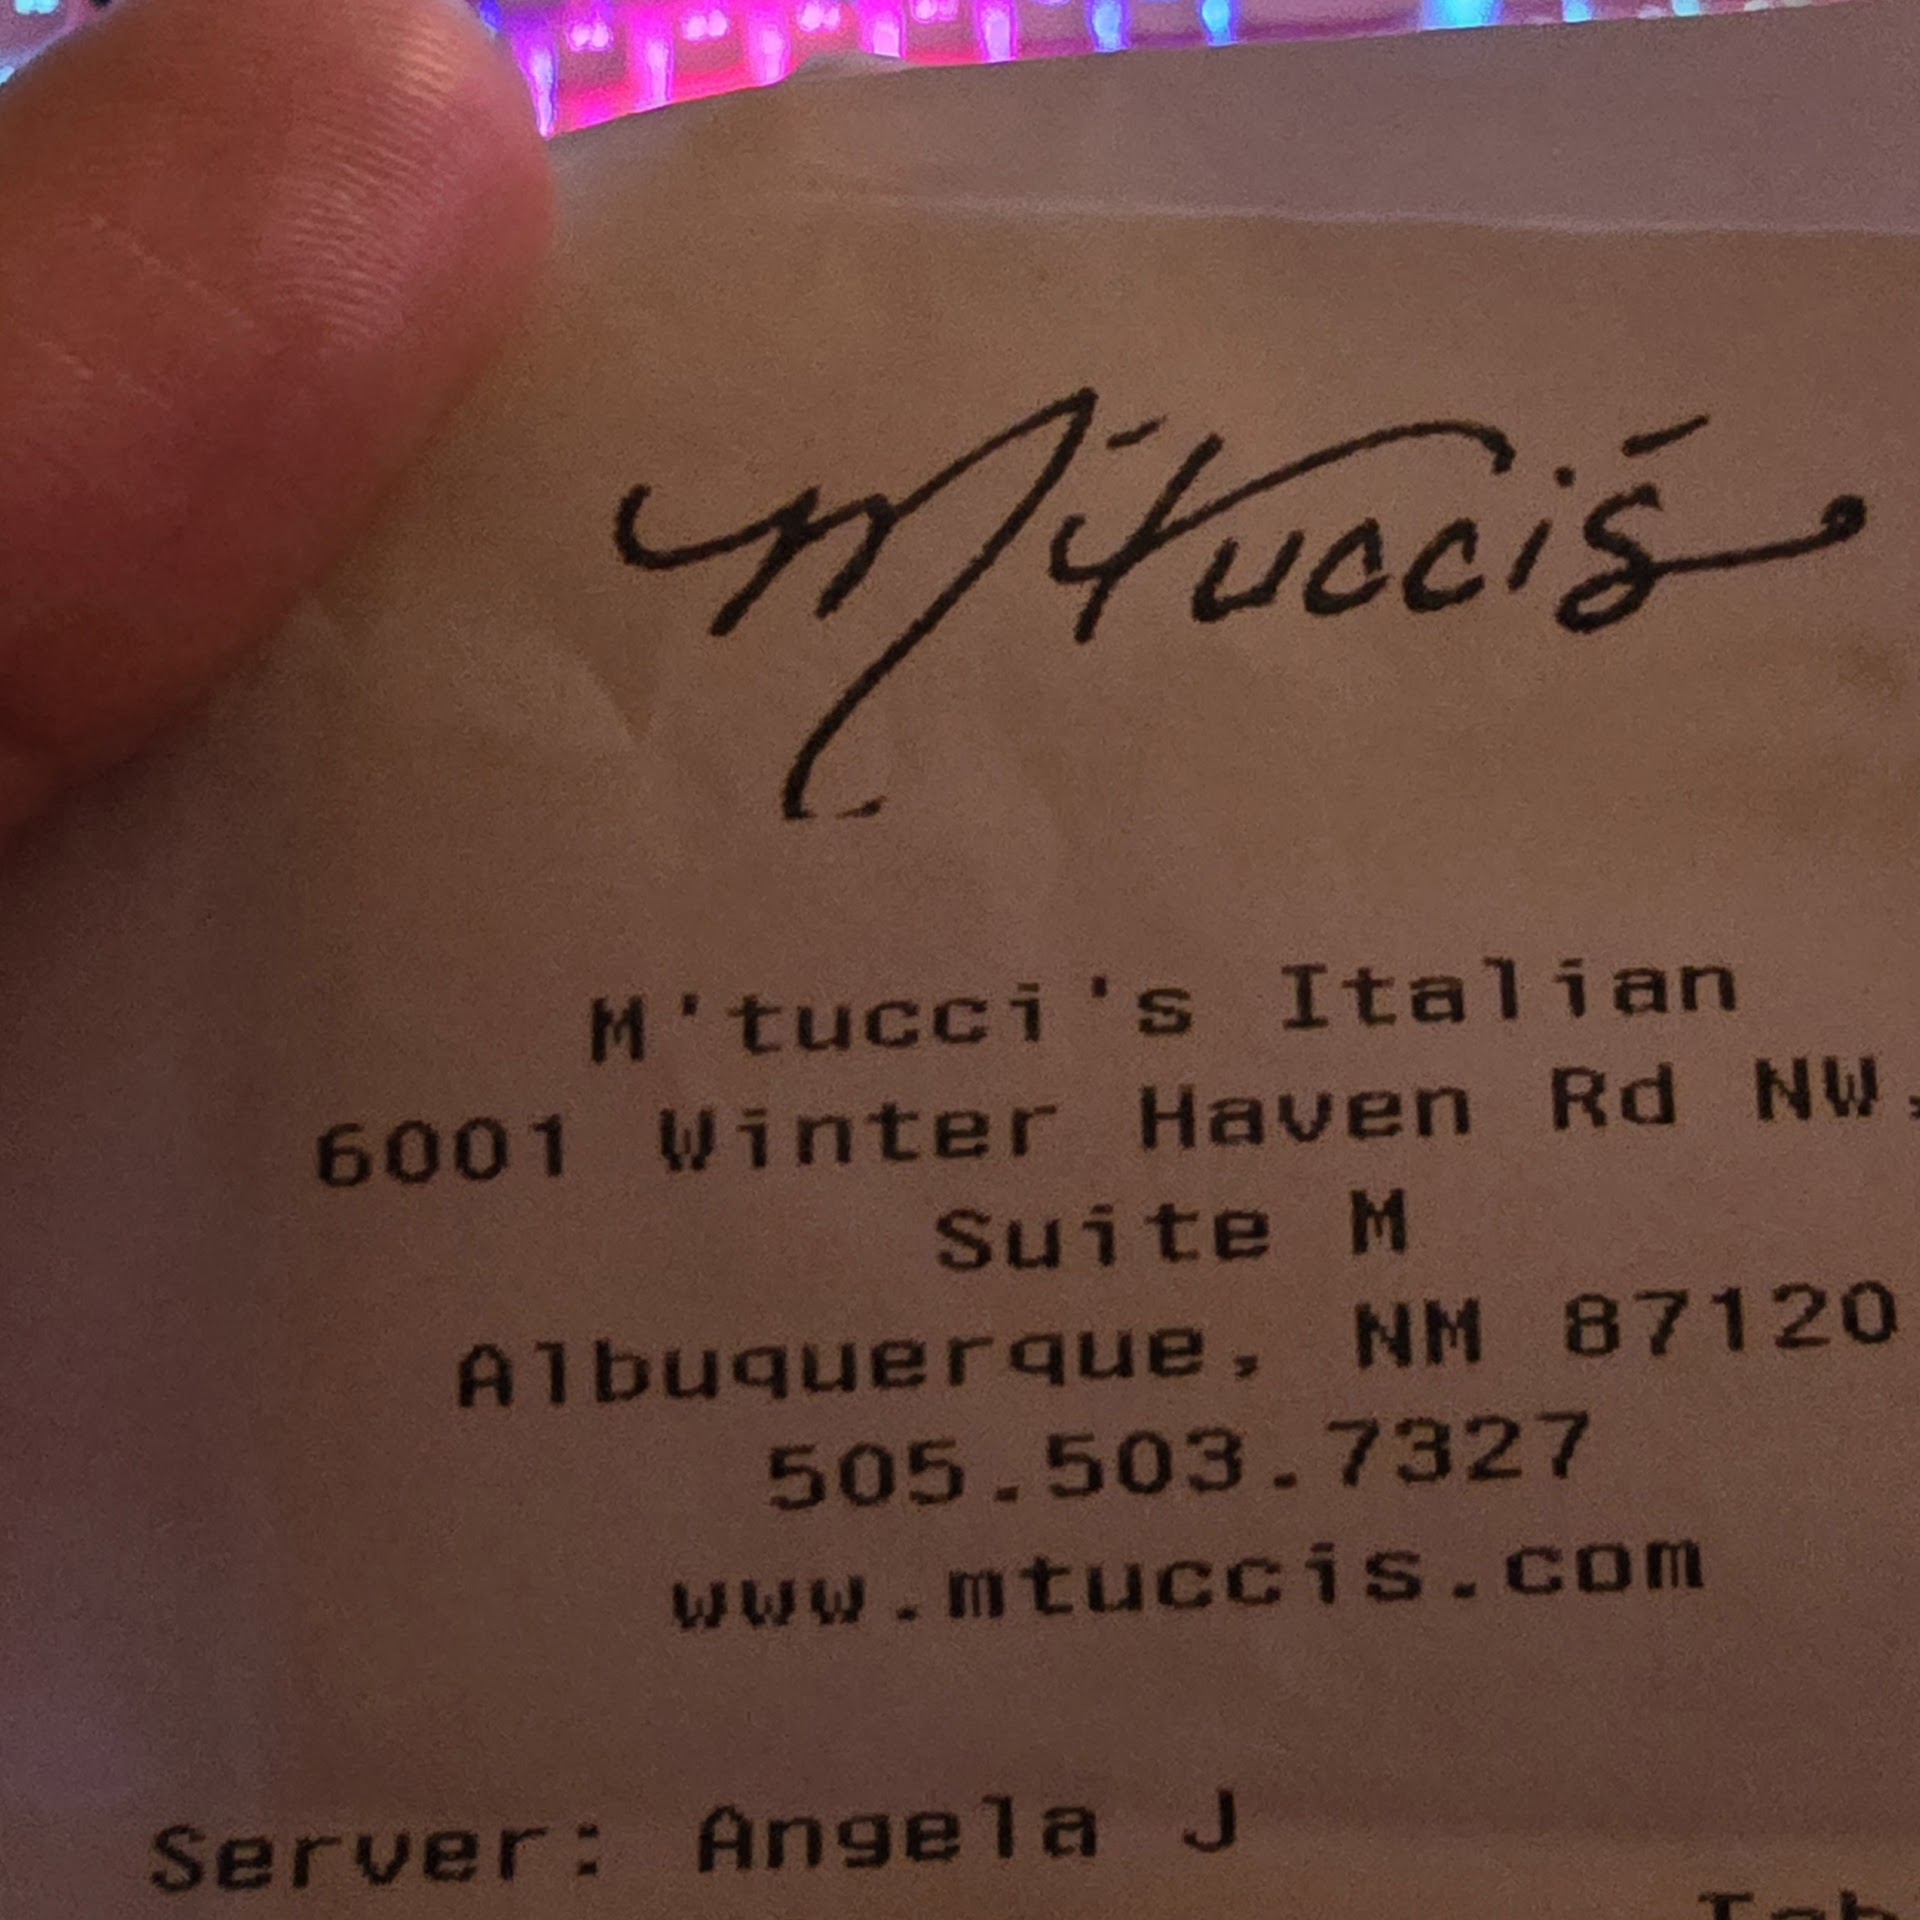 M'tucci's
M'tucci's Italian
6001 Winter Haven Rd NW,
Suite M
Albuquerque, NM 87120
505.503.7327
www.mtuccis.com
Server: Angela J